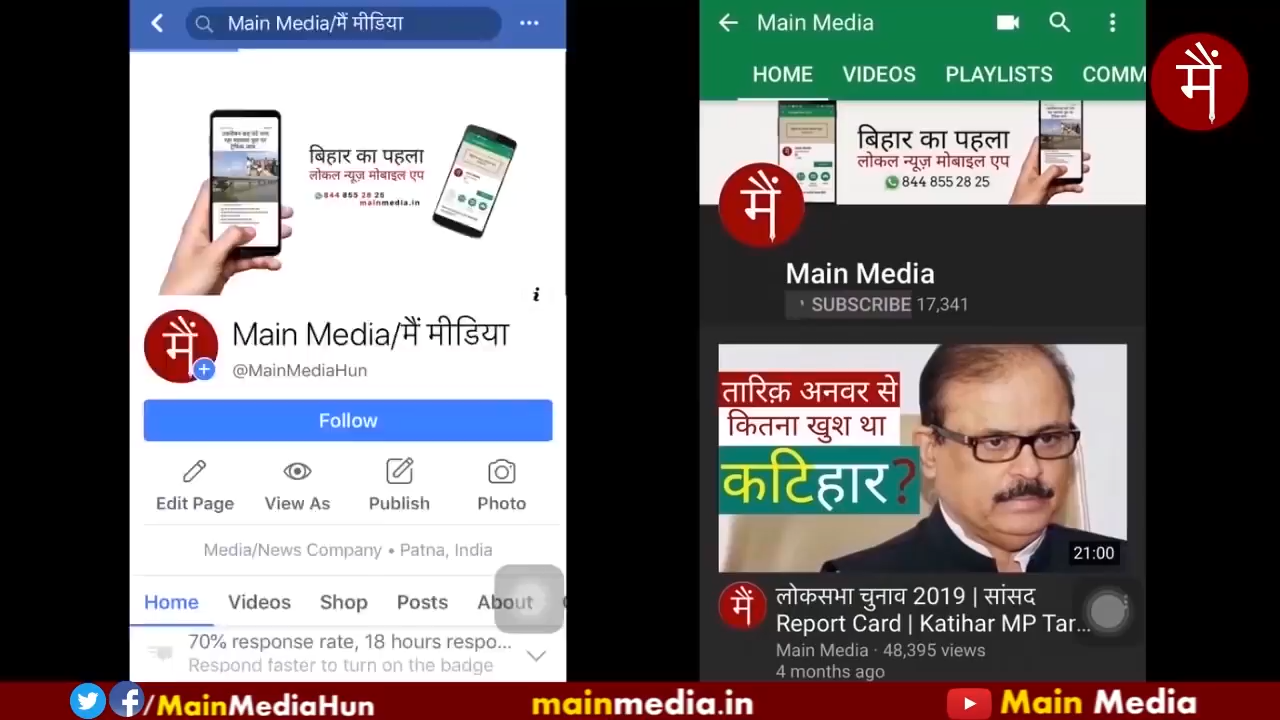 Main Media/मैं मीडिया
बिहार का पहला
लोकल न्यूज़ मोबाइल एप
844 855 28 25
mainmedia.in
मैं
Main Media/मैं मीडिया
@MainMediaHun
Follow
Edit Page View As Publish Photo
Media/News Company • Patna, India
Home Videos Shop Posts About
70% response rate, 18 hours respo...
Respond faster to turn on the badge
Main Media
HOME VIDEOS PLAYLISTS COMM
बिहार का पहला
लोकल न्यूज़ मोबाइल एप
844 855 28 25
मैं
Main Media
SUBSCRIBE 17,341
तारिक़ अनवर से
कितना खुश था
कटिहार?
21:00
मैं
लोकसभा चुनाव 2019 | सांसद
Report Card | Katihar MP Tar...
Main Media · 48,395 views
4 months ago
मैं
/MainMediaHun mainmedia.in Main Media